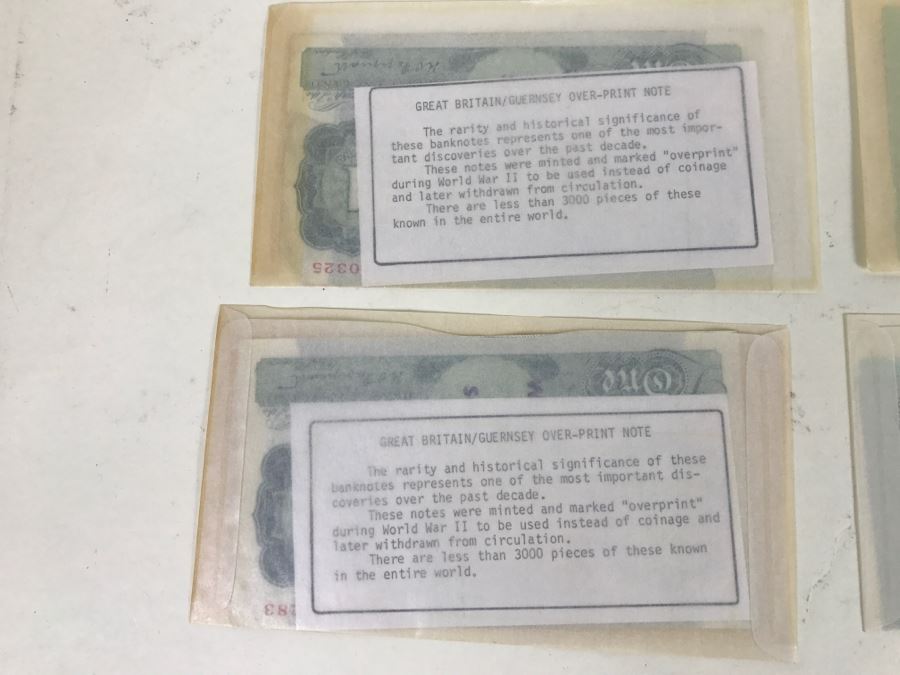 GREAT BRITAIN/GUERNSEY OVER-PRINT NOTE
The rarity and historical significance of
these banknotes represents one of the most impor-
tant discoveries over the past decade.
These notes were minted and marked "overprint"
during World War II to be used instead of coinage
and later withdrawn from circulation.
There are less than 3000 pieces of these
known in the entire world.
0325
One
GREAT BRITAIN/GUERNSEY OVER-PRINT NOTE
The rarity and historical significance of these
banknotes represents one of the most important dis-
coveries over the past decade.
These notes were minted and marked "overprint"
during World War II to be used instead of coinage and
later withdrawn from circulation.
There are less than 3000 pieces of these known
in the entire world.
283